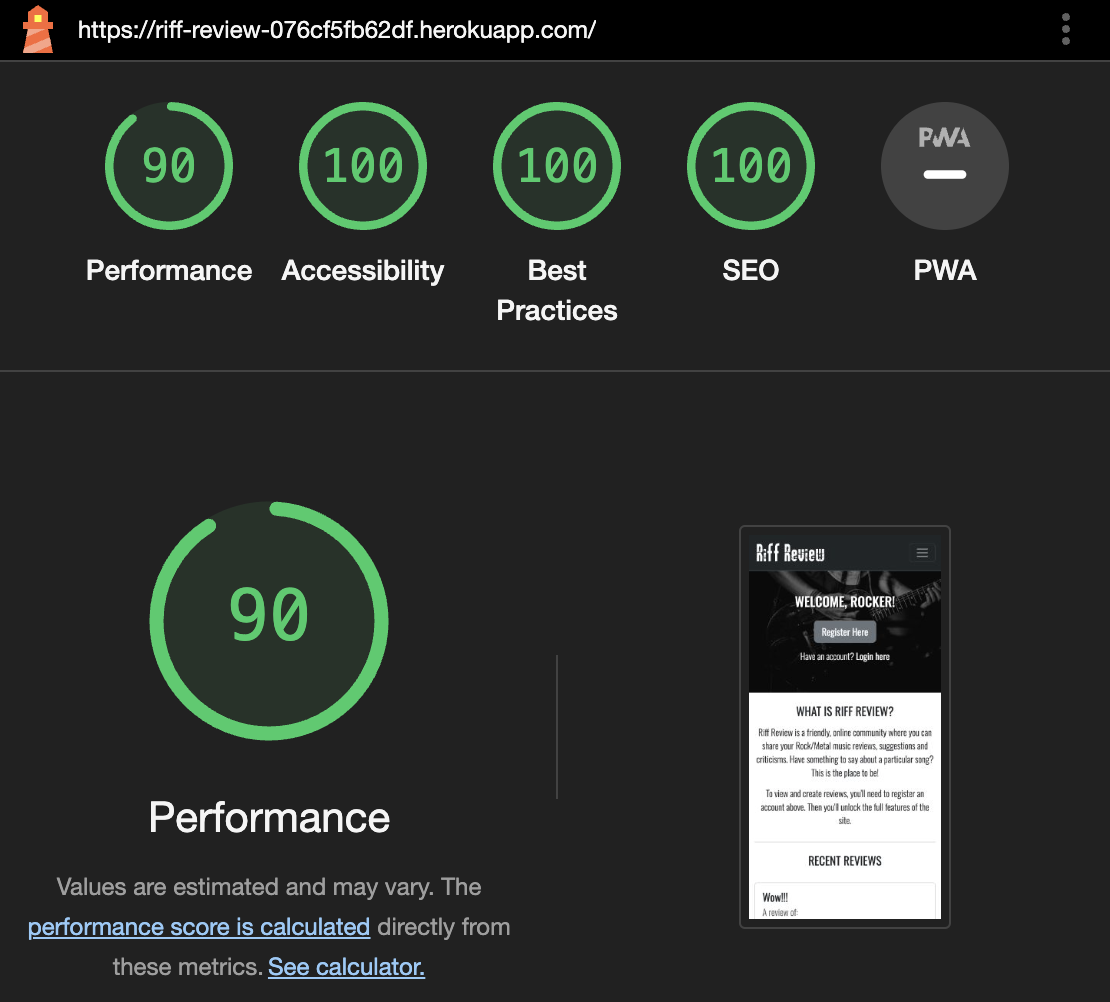 https://riff-review-076cf5fb62df.herokuapp.com/
90
100
100
100
PWA
Performance
Accessibility
Best
Practices
SEO
PWA
90
Performance
Values are estimated and may vary. The
performance score is calculated directly from
these metrics. See calculator.
Riff Review
WELCOME, ROCKER!
Register Here
Have an account? Login here
WHAT IS RIFF REVIEW?
Riff Review is a friendly, online community where you can
share your Rock/Metal music reviews, suggestions and
criticisms. Have something to say about a particular song?
This is the place to be!
To view and create reviews, you'll need to register an
account above. Then you'll unlock the full features of the
site.
RECENT REVIEWS
Wow!!!
A review of: